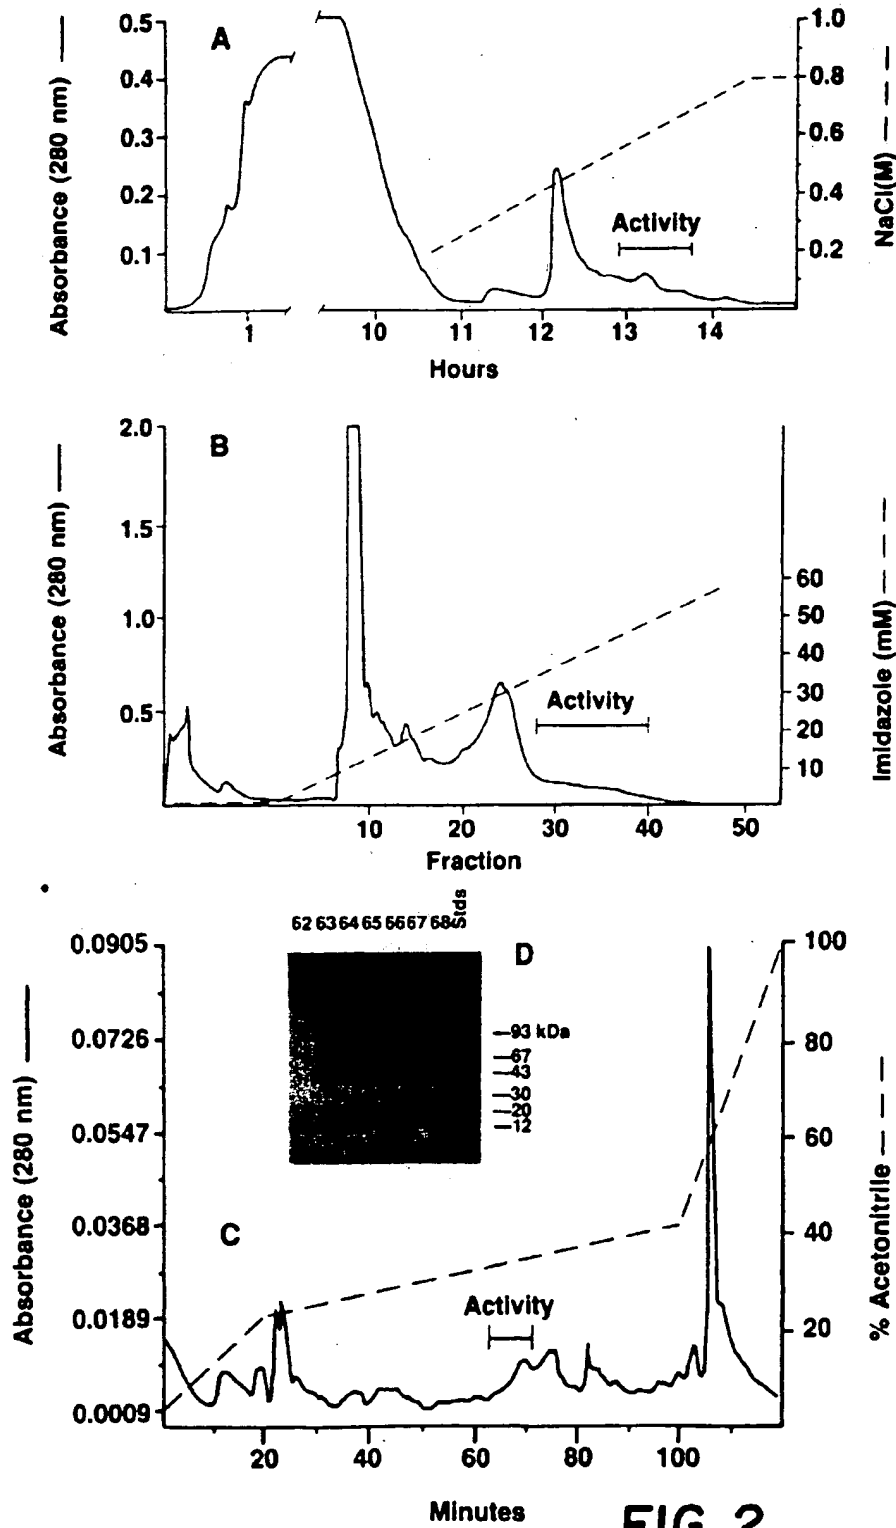 A
Absorbance (280 nm) ——
0.5
0.4
0.3
0.2
0.1
NaCl(M) — — —
1.0
0.8
0.6
0.4
0.2
Activity
1 10 11 12 13 14
Hours
B
Absorbance (280 nm) ——
2.0
1.5
1.0
0.5
Imidazole (mM) — — —
60
50
40
30
20
10
Activity
10 20 30 40 50
Fraction
62 63 64 65 66 67 68 Stds
D
—93 kDa
—67
—43
—30
—20
—12
C
Absorbance (280 nm) ——
0.0905
0.0726
0.0547
0.0368
0.0189
0.0009
% Acetonitrile — — —
100
80
60
40
20
Activity
20 40 60 80 100
Minutes
FIG. 2